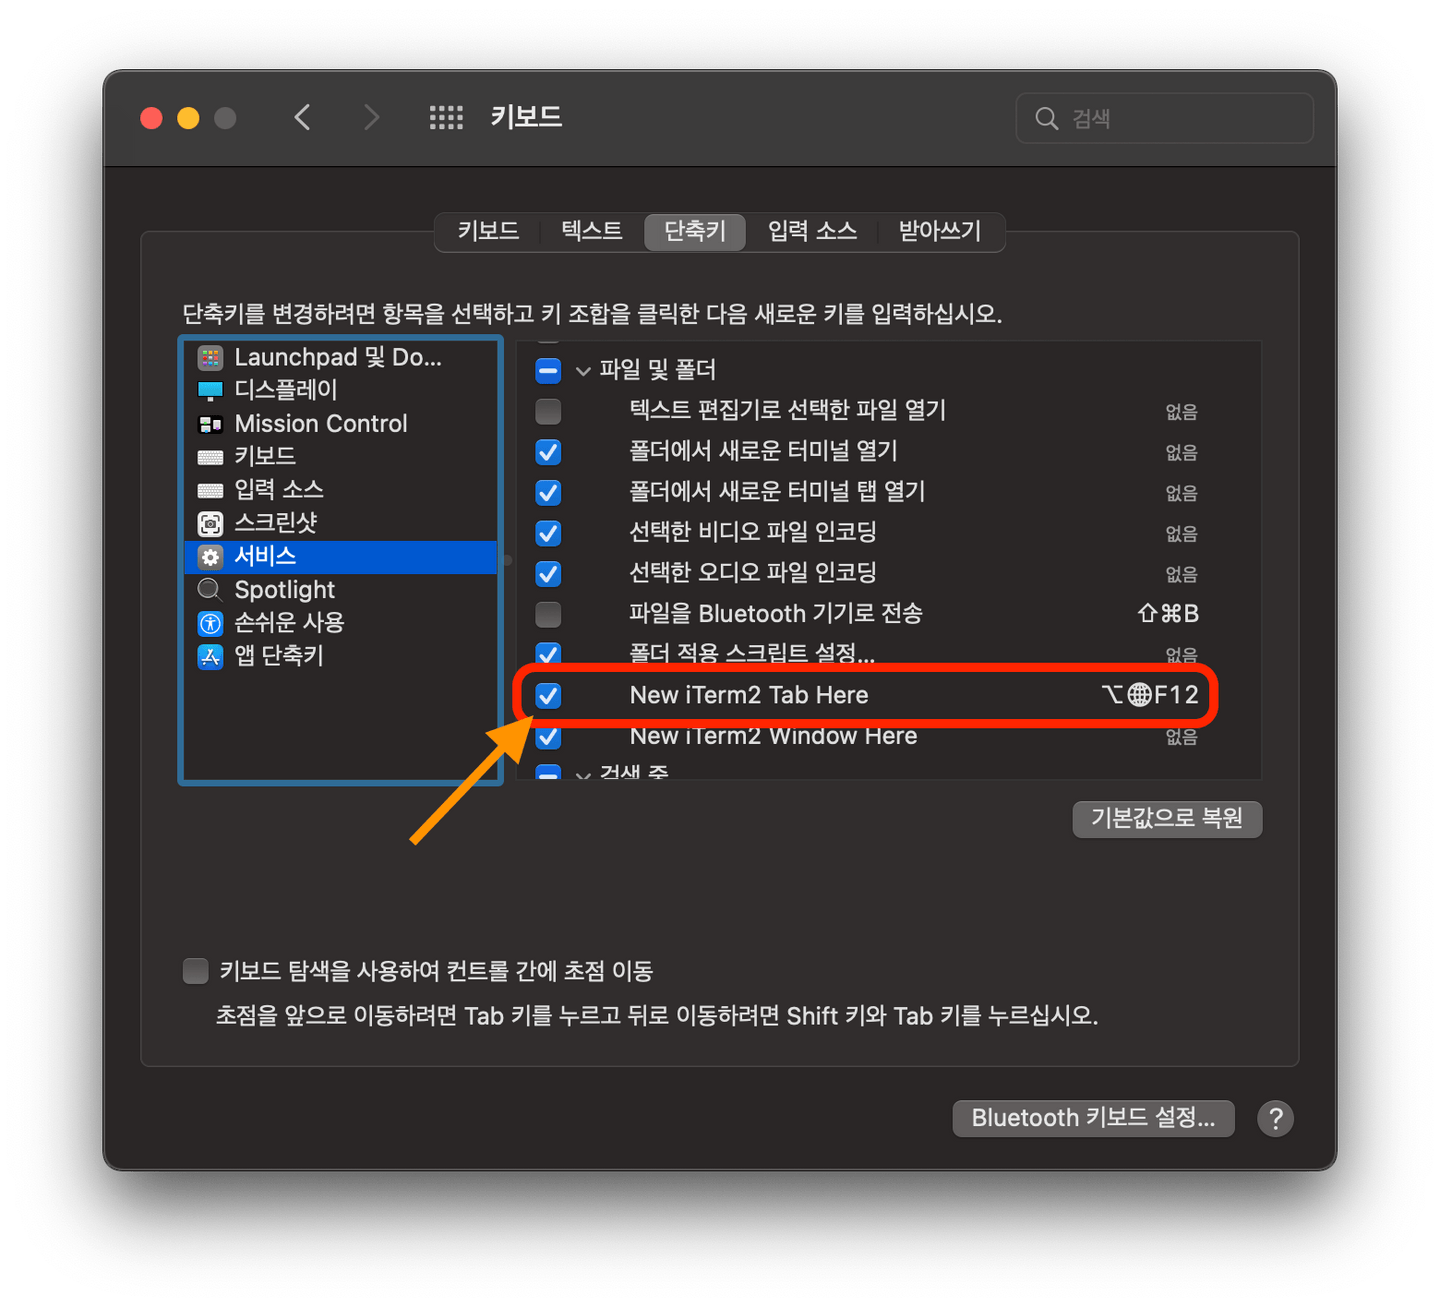 키보드
검색
키보드
텍스트
단축키
입력 소스
받아쓰기
단축키를 변경하려면 항목을 선택하고 키 조합을 클릭한 다음 새로운 키를 입력하십시오.
Launchpad 및 Do...
디스플레이
Mission Control
키보드
입력 소스
스크린샷
서비스
Spotlight
손쉬운 사용
앱 단축키
파일 및 폴더
텍스트 편집기로 선택한 파일 열기 없음
폴더에서 새로운 터미널 열기 없음
폴더에서 새로운 터미널 탭 열기 없음
선택한 비디오 파일 인코딩 없음
선택한 오디오 파일 인코딩 없음
파일을 Bluetooth 기기로 전송 ⇧⌘B
폴더 적용 스크립트 설정... 없음
New iTerm2 Tab Here ⌥🌐F12
New iTerm2 Window Here 없음
검색 중
기본값으로 복원
키보드 탐색을 사용하여 컨트롤 간에 초점 이동
초점을 앞으로 이동하려면 Tab 키를 누르고 뒤로 이동하려면 Shift 키와 Tab 키를 누르십시오.
Bluetooth 키보드 설정...
?